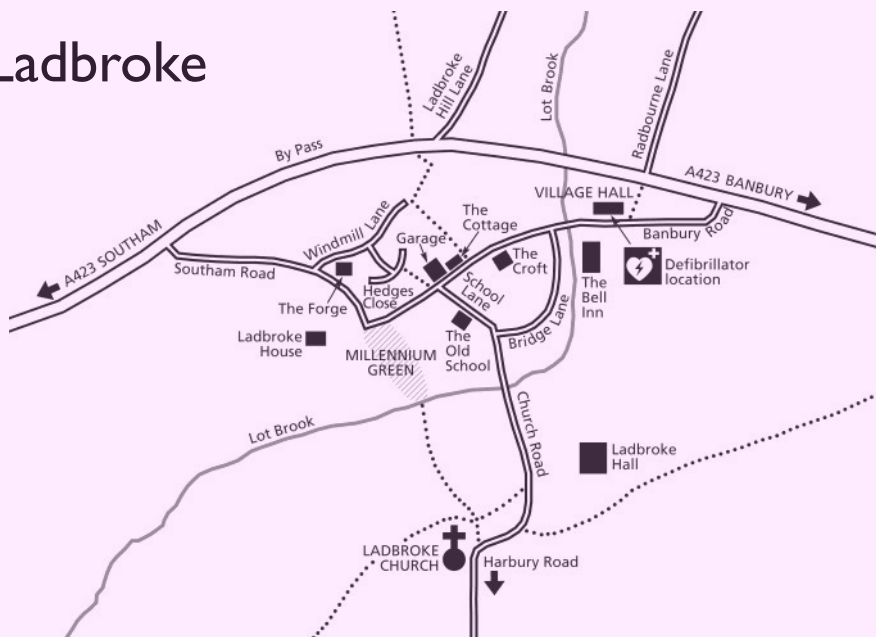 Ladbroke
Ladbroke
Hill Lane
Lot Brook
Radbourne Lane
By Pass
A423 BANBURY
VILLAGE HALL
A423 SOUTHAM
Windmill Lane
The
Cottage
Garage
Banbury Road
Southam Road
The
Croft
School
Lane
Defibrillator
location
The Forge
Hedges
Close
The
Bell
Inn
Bridge Lane
Ladbroke
House
The
Old
School
MILLENNIUM
GREEN
Church Road
Lot Brook
Ladbroke
Hall
LADBROKE
CHURCH
Harbury Road